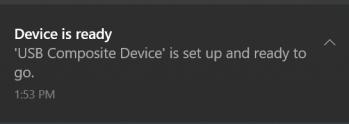 Device is ready
'USB Composite Device' is set up and ready to
go.
1:53 PM